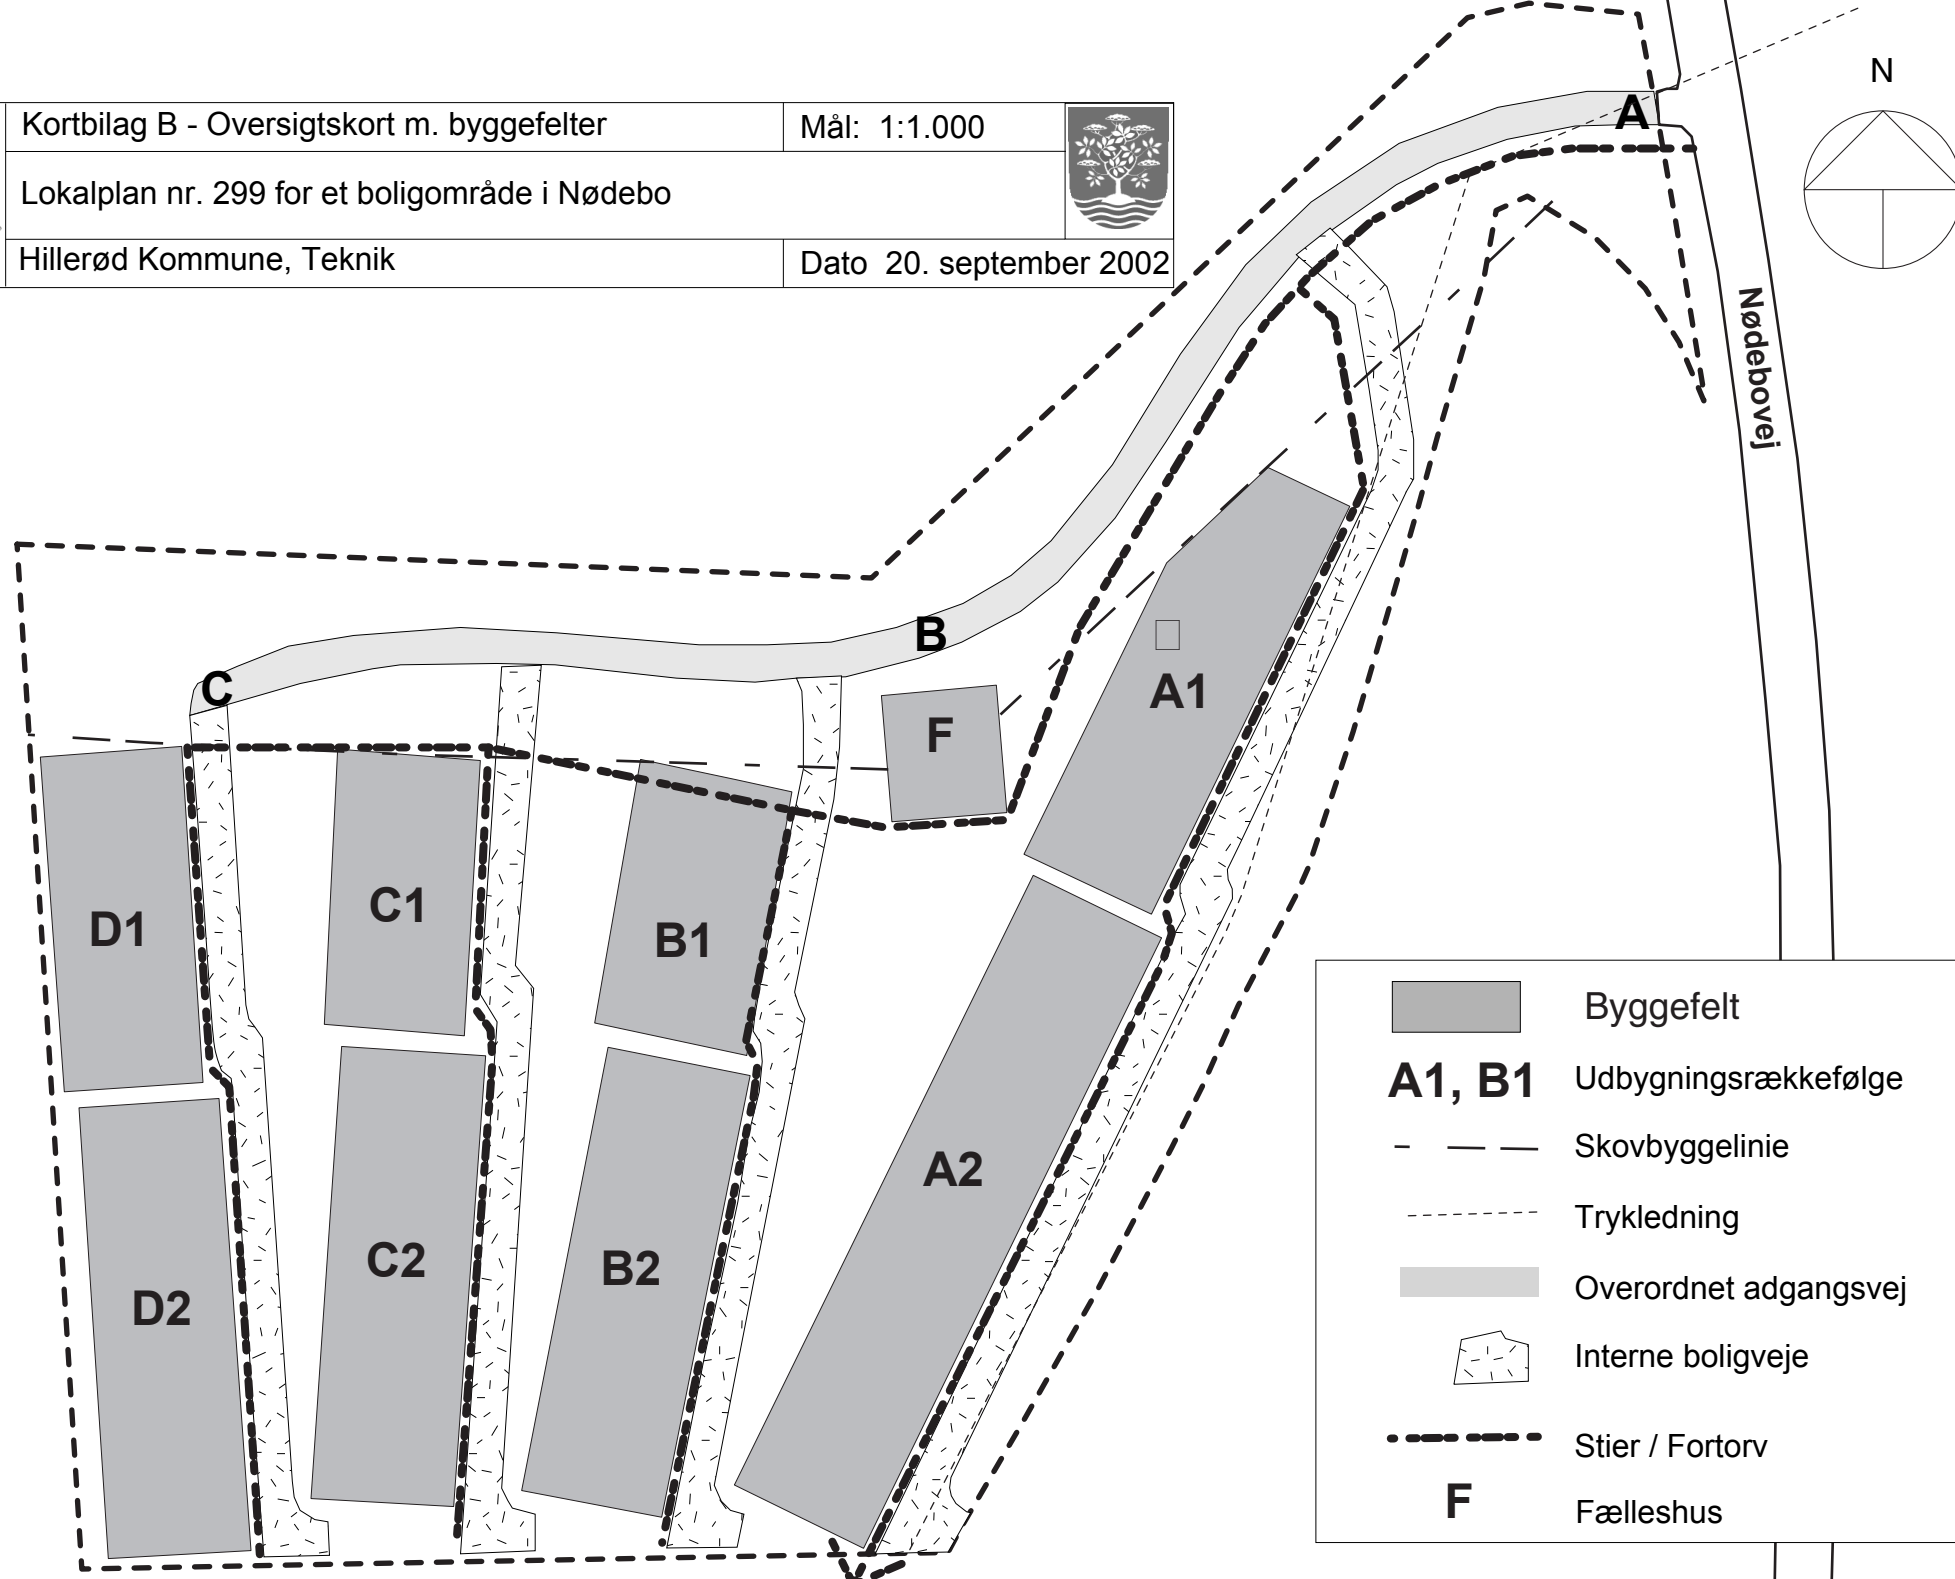 Kortbilag B - Oversigtskort m. byggefelter
Mål: 1:1.000
Lokalplan nr. 299 for et boligområde i Nødebo
Hillerød Kommune, Teknik
Dato 20. september 2002
N
A
Nødebovej
B
C
F
A1
D1
C1
B1
A2
D2
C2
B2
Byggefelt
A1, B1 Udbygningsrækkefølge
Skovbyggelinie
Trykledning
Overordnet adgangsvej
Interne boligveje
Stier / Fortorv
F Fælleshus